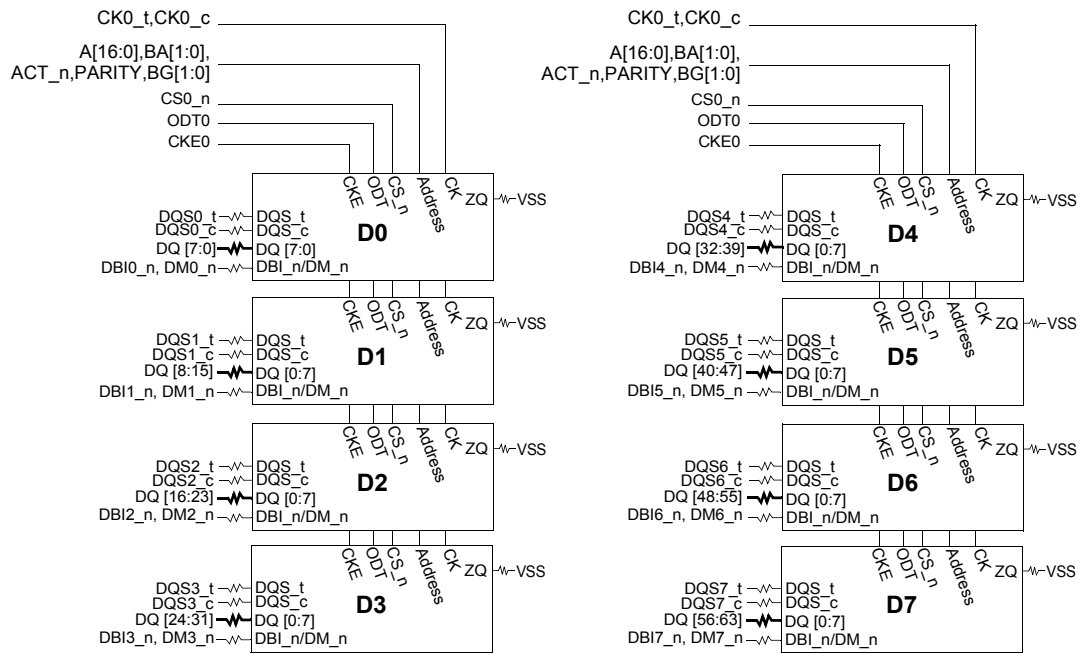 CK0_t,CK0_c
A[16:0],BA[1:0],
ACT_n,PARITY,BG[1:0]
CS0_n
ODT0
CKE0
CKE
ODT
CS_n
Address
CK
ZQ
VSS
DQS0_t
DQS_t
DQS0_c
DQS_c
D0
DQ [7:0]
DQ [7:0]
DBI0_n, DM0_n
DBI_n/DM_n
CKE
ODT
CS_n
Address
CK
ZQ
VSS
DQS1_t
DQS_t
DQS1_c
DQS_c
D1
DQ [8:15]
DQ [0:7]
DBI1_n, DM1_n
DBI_n/DM_n
CKE
ODT
CS_n
Address
CK
ZQ
VSS
DQS2_t
DQS_t
DQS2_c
DQS_c
D2
DQ [16:23]
DQ [0:7]
DBI2_n, DM2_n
DBI_n/DM_n
CKE
ODT
CS_n
Address
CK
ZQ
VSS
DQS3_t
DQS_t
DQS3_c
DQS_c
D3
DQ [24:31]
DQ [0:7]
DBI3_n, DM3_n
DBI_n/DM_n
CK0_t,CK0_c
A[16:0],BA[1:0],
ACT_n,PARITY,BG[1:0]
CS0_n
ODT0
CKE0
CKE
ODT
CS_n
Address
CK
ZQ
VSS
DQS4_t
DQS_t
DQS4_c
DQS_c
D4
DQ [32:39]
DQ [0:7]
DBI4_n, DM4_n
DBI_n/DM_n
CKE
ODT
CS_n
Address
CK
ZQ
VSS
DQS5_t
DQS_t
DQS5_c
DQS_c
D5
DQ [40:47]
DQ [0:7]
DBI5_n, DM5_n
DBI_n/DM_n
CKE
ODT
CS_n
Address
CK
ZQ
VSS
DQS6_t
DQS_t
DQS6_c
DQS_c
D6
DQ [48:55]
DQ [0:7]
DBI6_n, DM6_n
DBI_n/DM_n
CKE
ODT
CS_n
Address
CK
ZQ
VSS
DQS7_t
DQS_t
DQS7_c
DQS_c
D7
DQ [56:63]
DQ [0:7]
DBI7_n, DM7_n
DBI_n/DM_n